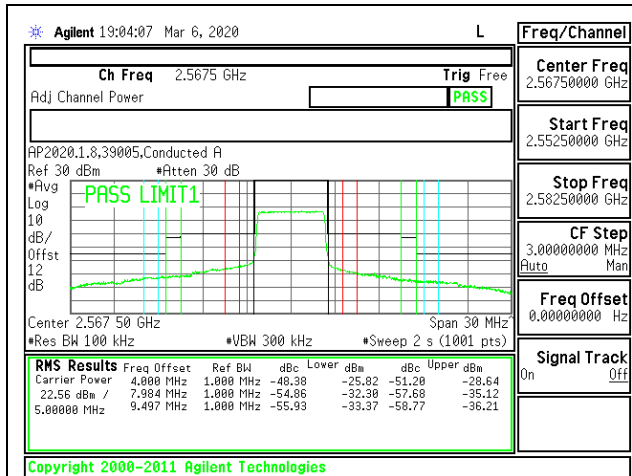 Agilent 19:04:07 Mar 6, 2020 L
Freq/Channel
Ch Freq 2.5675 GHz Trig Free
Adj Channel Power PASS
Center Freq
2.56750000 GHz
Start Freq
2.55250000 GHz
Stop Freq
2.58250000 GHz
CF Step
3.00000000 MHz
Auto Man
Freq Offset
0.00000000 Hz
Signal Track
On Off
AP2020.1.8,39005,Conducted A
Ref 30 dBm #Atten 30 dB
#Avg
Log
10
dB/
Offst
12
dB
PASS LIMIT1
Center 2.567 50 GHz Span 30 MHz
#Res BW 100 kHz #VBW 300 kHz #Sweep 2 s (1001 pts)
RMS Results Freq Offset Ref BW dBc Lower dBm dBc Upper dBm
Carrier Power 4.000 MHz 1.000 MHz -48.38 -25.82 -51.20 -28.64
22.56 dBm / 7.984 MHz 1.000 MHz -54.86 -32.30 -57.68 -35.12
5.00000 MHz 9.497 MHz 1.000 MHz -55.93 -33.37 -58.77 -36.21
Copyright 2000-2011 Agilent Technologies